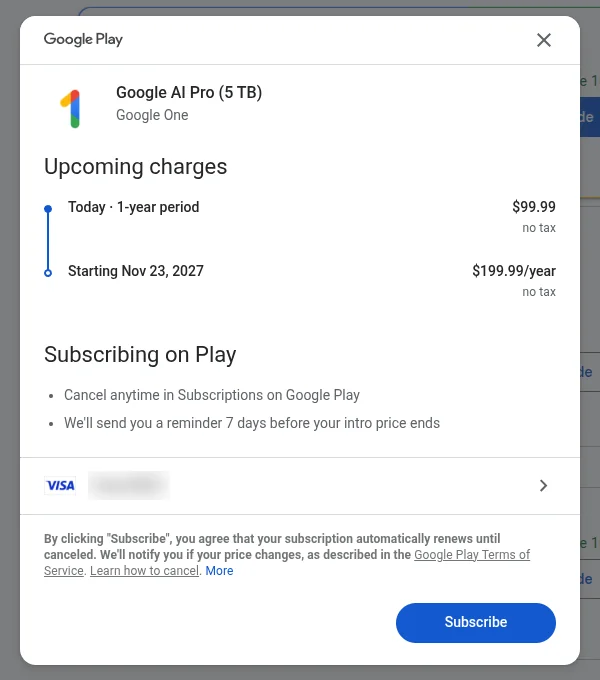 Google Play
Google AI Pro (5 TB)
Google One
Upcoming charges
Today · 1-year period
$99.99
no tax
Starting Nov 23, 2027
$199.99/year
no tax
Subscribing on Play
• Cancel anytime in Subscriptions on Google Play
• We'll send you a reminder 7 days before your intro price ends
VISA
By clicking "Subscribe", you agree that your subscription automatically renews until
canceled. We'll notify you if your price changes, as described in the Google Play Terms of
Service. Learn how to cancel. More
Subscribe